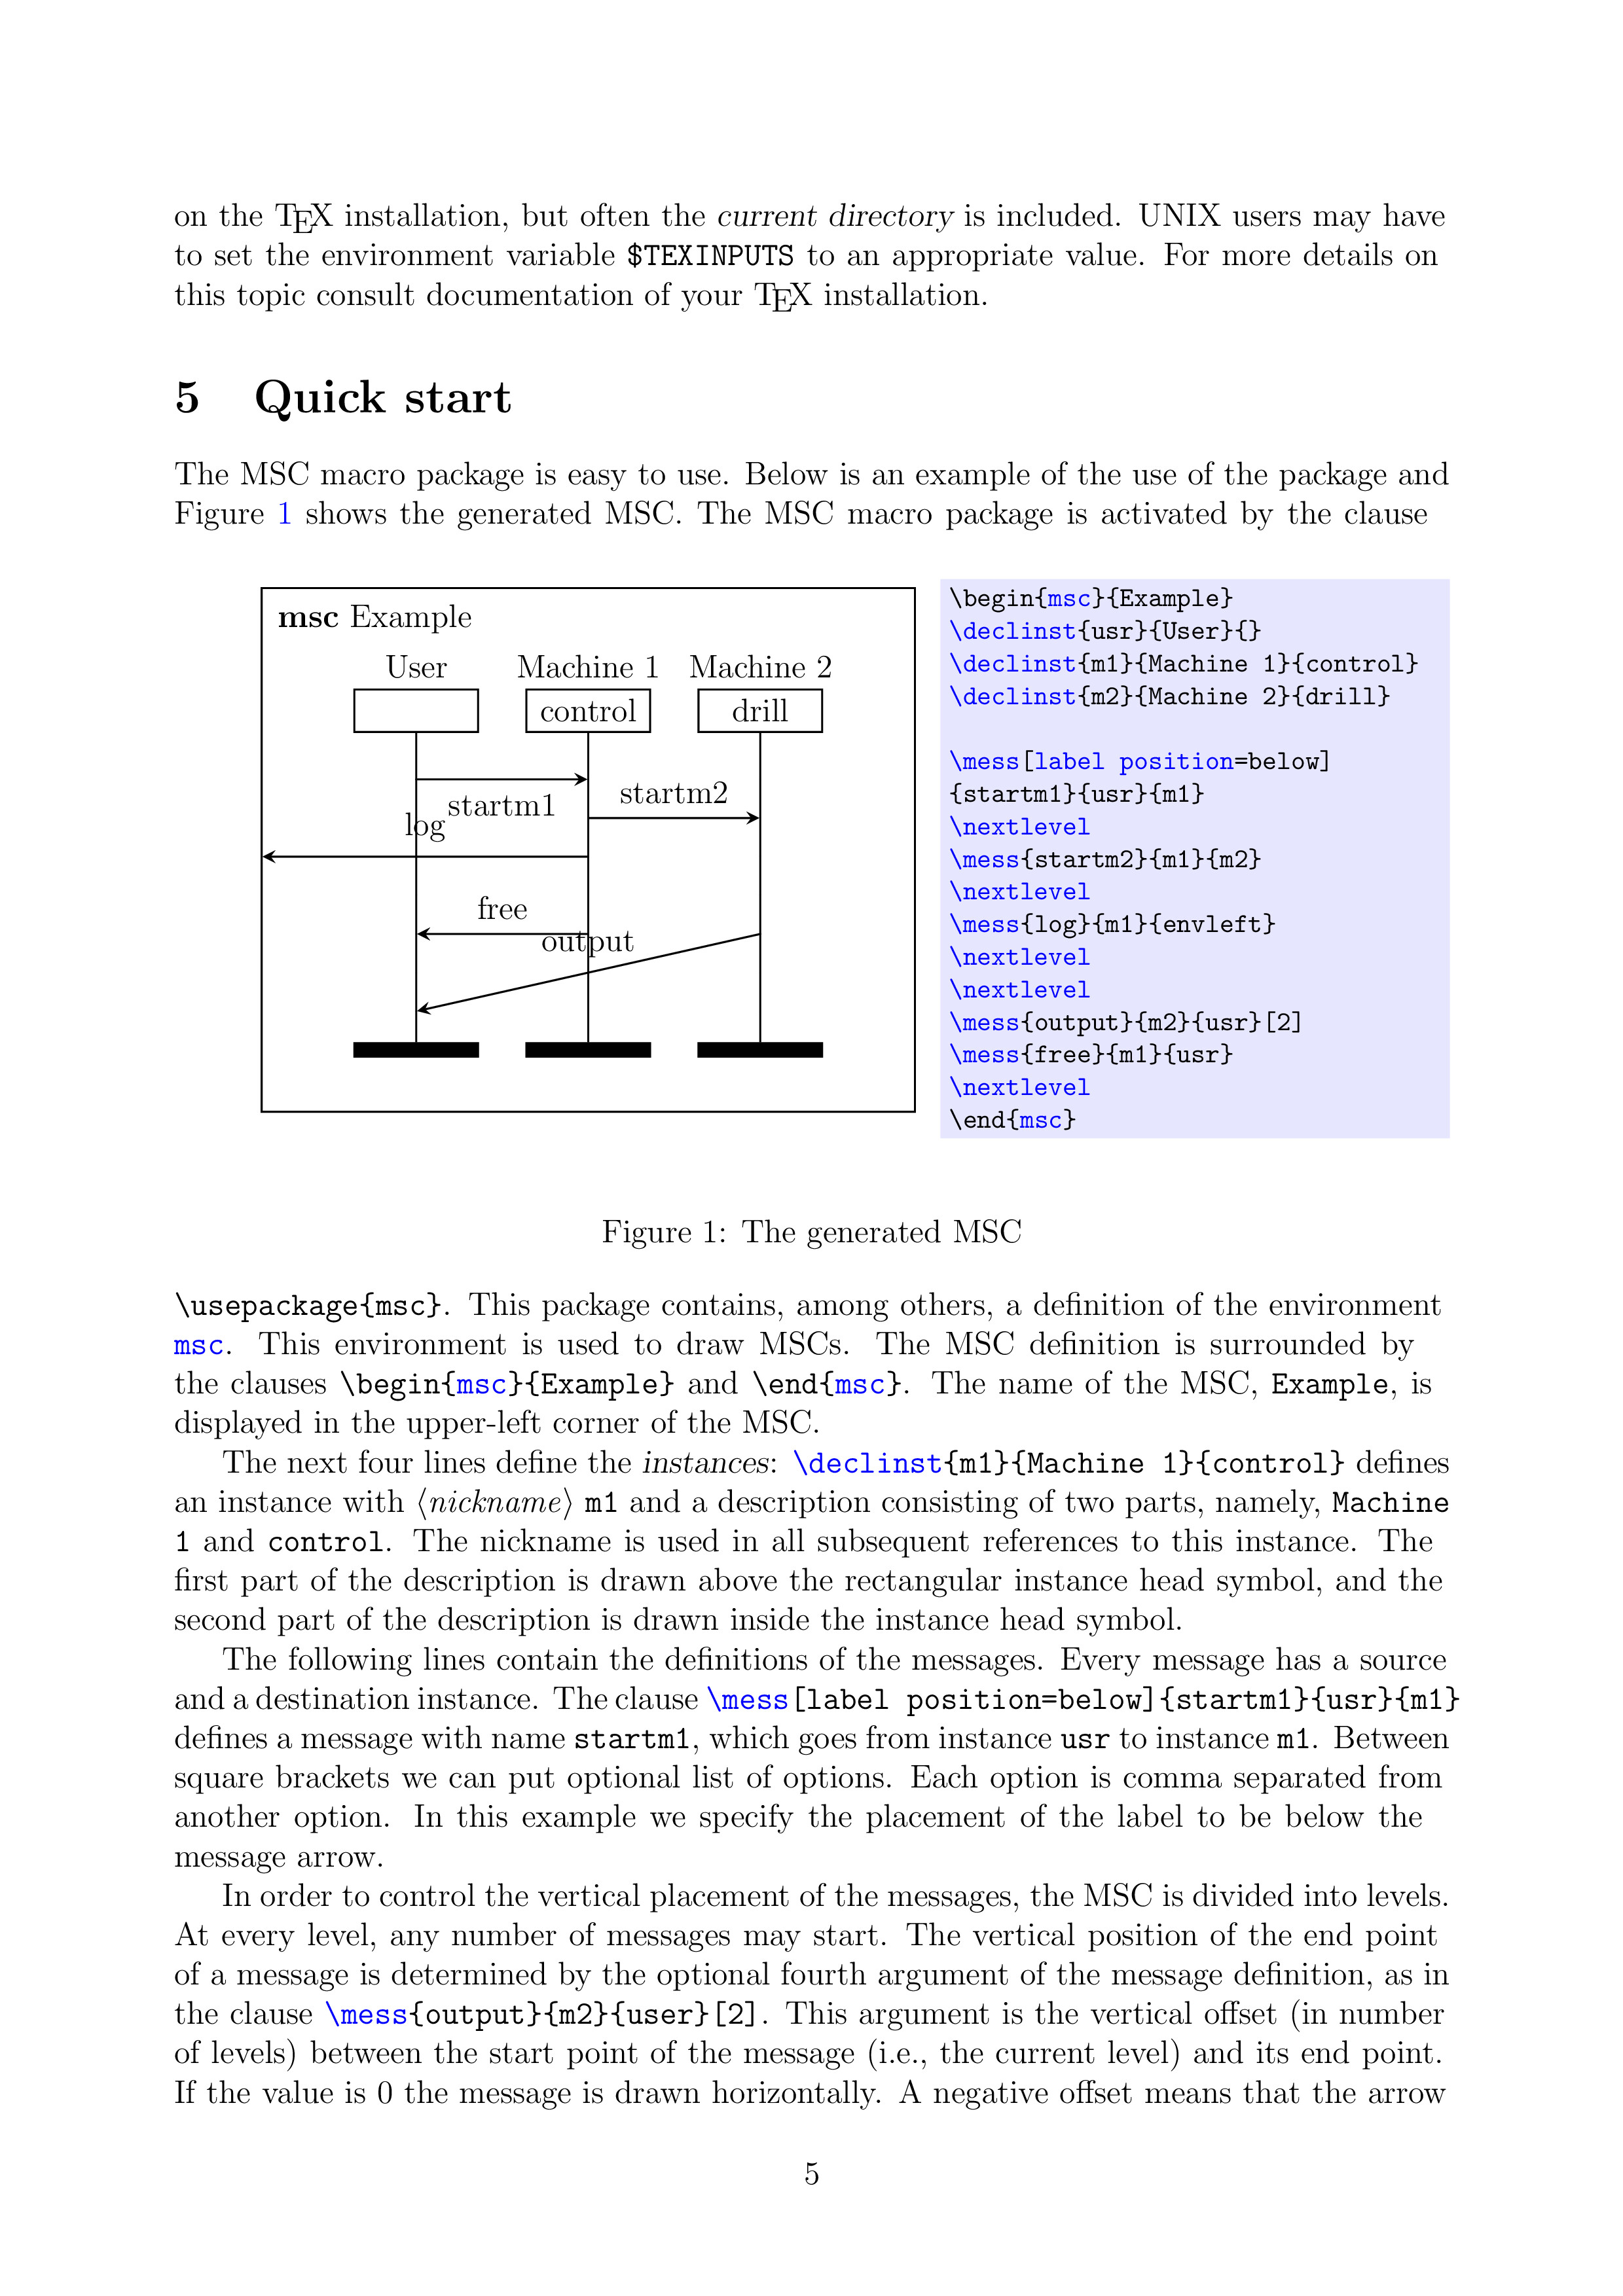 on the TEX installation, but often the current directory is included. UNIX users may have
to set the environment variable $TEXINPUTS to an appropriate value. For more details on
this topic consult documentation of your TEX installation.
5 Quick start
The MSC macro package is easy to use. Below is an example of the use of the package and
Figure 1 shows the generated MSC. The MSC macro package is activated by the clause
msc Example
User Machine 1 Machine 2
control drill
startm1
startm2
log
free
output
\begin{msc}{Example}
\declinst{usr}{User}{}
\declinst{m1}{Machine 1}{control}
\declinst{m2}{Machine 2}{drill}
\mess[label position=below]
{startm1}{usr}{m1}
\nextlevel
\mess{startm2}{m1}{m2}
\nextlevel
\mess{log}{m1}{envleft}
\nextlevel
\nextlevel
\mess{output}{m2}{usr}[2]
\mess{free}{m1}{usr}
\nextlevel
\end{msc}
Figure 1: The generated MSC
\usepackage{msc}. This package contains, among others, a definition of the environment
msc. This environment is used to draw MSCs. The MSC definition is surrounded by
the clauses \begin{msc}{Example} and \end{msc}. The name of the MSC, Example, is
displayed in the upper-left corner of the MSC.
The next four lines define the instances: \declinst{m1}{Machine 1}{control} defines
an instance with ⟨nickname⟩ m1 and a description consisting of two parts, namely, Machine
1 and control. The nickname is used in all subsequent references to this instance. The
first part of the description is drawn above the rectangular instance head symbol, and the
second part of the description is drawn inside the instance head symbol.
The following lines contain the definitions of the messages. Every message has a source
and a destination instance. The clause \mess[label position=below]{startm1}{usr}{m1}
defines a message with name startm1, which goes from instance usr to instance m1. Between
square brackets we can put optional list of options. Each option is comma separated from
another option. In this example we specify the placement of the label to be below the
message arrow.
In order to control the vertical placement of the messages, the MSC is divided into levels.
At every level, any number of messages may start. The vertical position of the end point
of a message is determined by the optional fourth argument of the message definition, as in
the clause \mess{output}{m2}{user}[2]. This argument is the vertical offset (in number
of levels) between the start point of the message (i.e., the current level) and its end point.
If the value is 0 the message is drawn horizontally. A negative offset means that the arrow
5